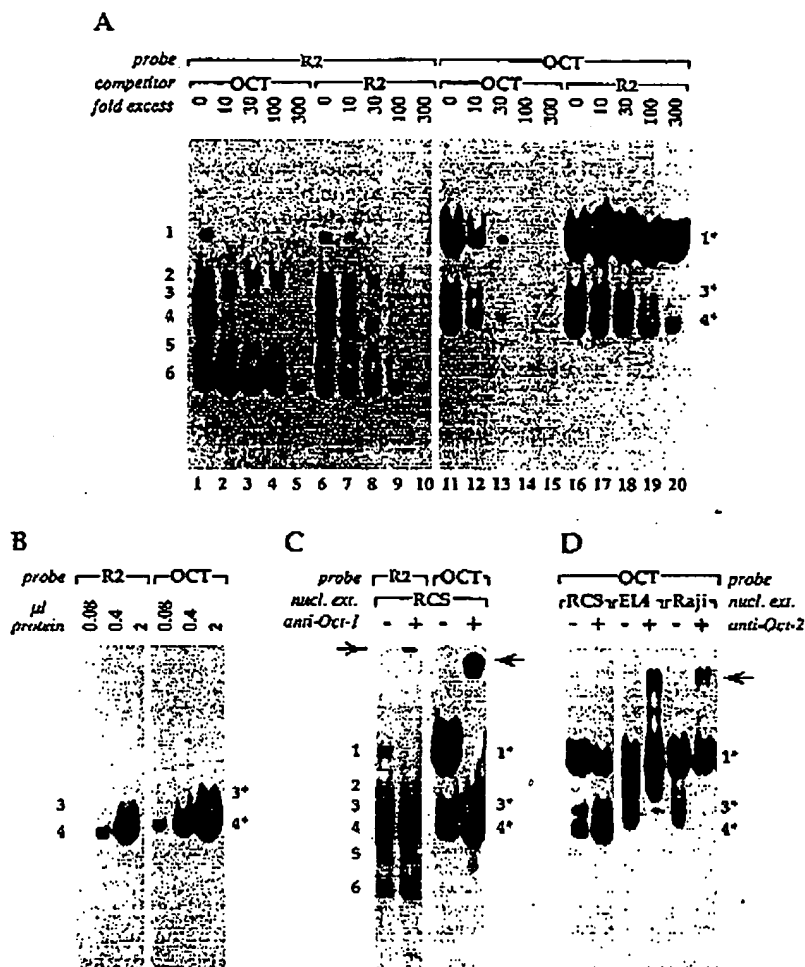 A
probe R2 OCT
competitor OCT R2 OCT R2
fold excess 0 10 30 100 300 0 10 30 100 300 0 10 30 100 300 0 10 30 100 300
1 1*
2
3 3*
4 4*
5
6
1 2 3 4 5 6 7 8 9 10 11 12 13 14 15 16 17 18 19 20
B
probe R2 OCT
µl protein 0.08 0.4 2 0.08 0.4 2
3 3*
4 4*
C
probe R2 OCT
nucl. ext. RCS
anti-Oct-1 - + - +
1 1*
2
3 3*
4 4*
5
6
D
OCT probe
RCS EL4 Raji nucl. ext.
- + - + - + anti-Oct-2
1*
3*
4*